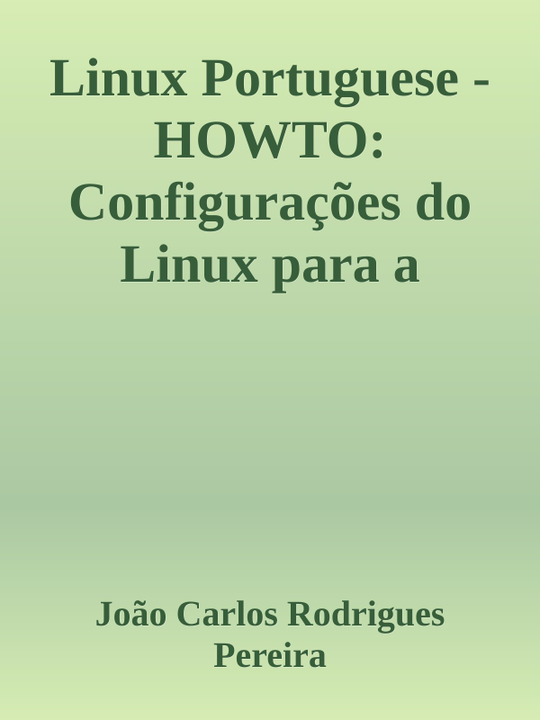 Linux Portuguese -
HOWTO:
Configurações do
Linux para a
João Carlos Rodrigues
Pereira